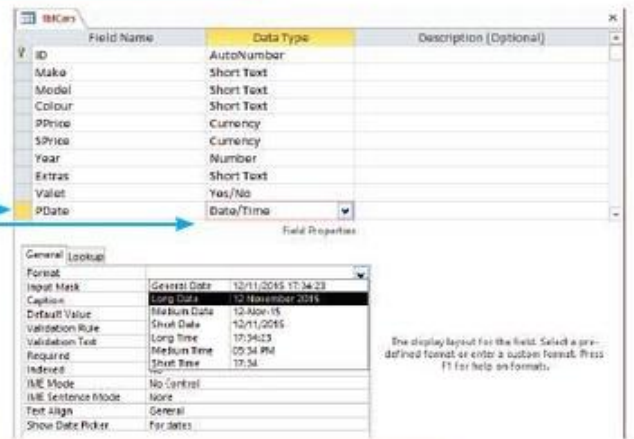 tblCars
Field Name Data Type Description (Optional)
ID AutoNumber
Make Short Text
Model Short Text
Colour Short Text
PPrice Currency
SPrice Currency
Year Number
Extras Short Text
Valet Yes/No
PDate Date/Time
Field Properties
General Lookup
Format
Input Mask General Date 12/11/2015 17:34:23
Caption Long Date 12 November 2015
Default Value Medium Date 12-Nov-15
Validation Rule Short Date 12/11/2015
Validation Text Long Time 17:34:23
Required Medium Time 05:34 PM
Indexed Short Time 17:34
IME Mode No Control
IME Sentence Mode None
Text Align General
Show Date Picker For dates
The display layout for the field. Select a pre-
defined format or enter a custom format. Press
F1 for help on formats.